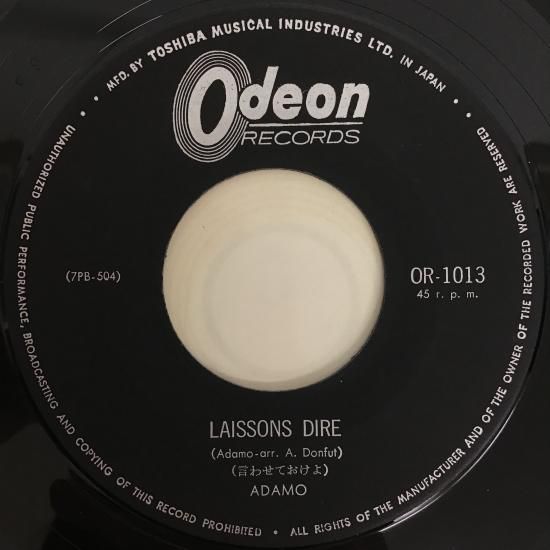 • MFD. BY TOSHIBA MUSICAL INDUSTRIES LTD. IN JAPAN •
Odeon
RECORDS
(7PB-504)
OR-1013
45 r. p. m.
LAISSONS DIRE
(Adamo-arr. A. Donfut)
(言わせておけよ)
ADAMO
• UNAUTHORIZED PUBLIC PERFORMANCE, BROADCASTING AND COPYING OF THIS RECORD PROHIBITED • ALL RIGHTS OF THE MANUFACTURER AND OF THE OWNER OF THE RECORDED WORK ARE RESERVED •